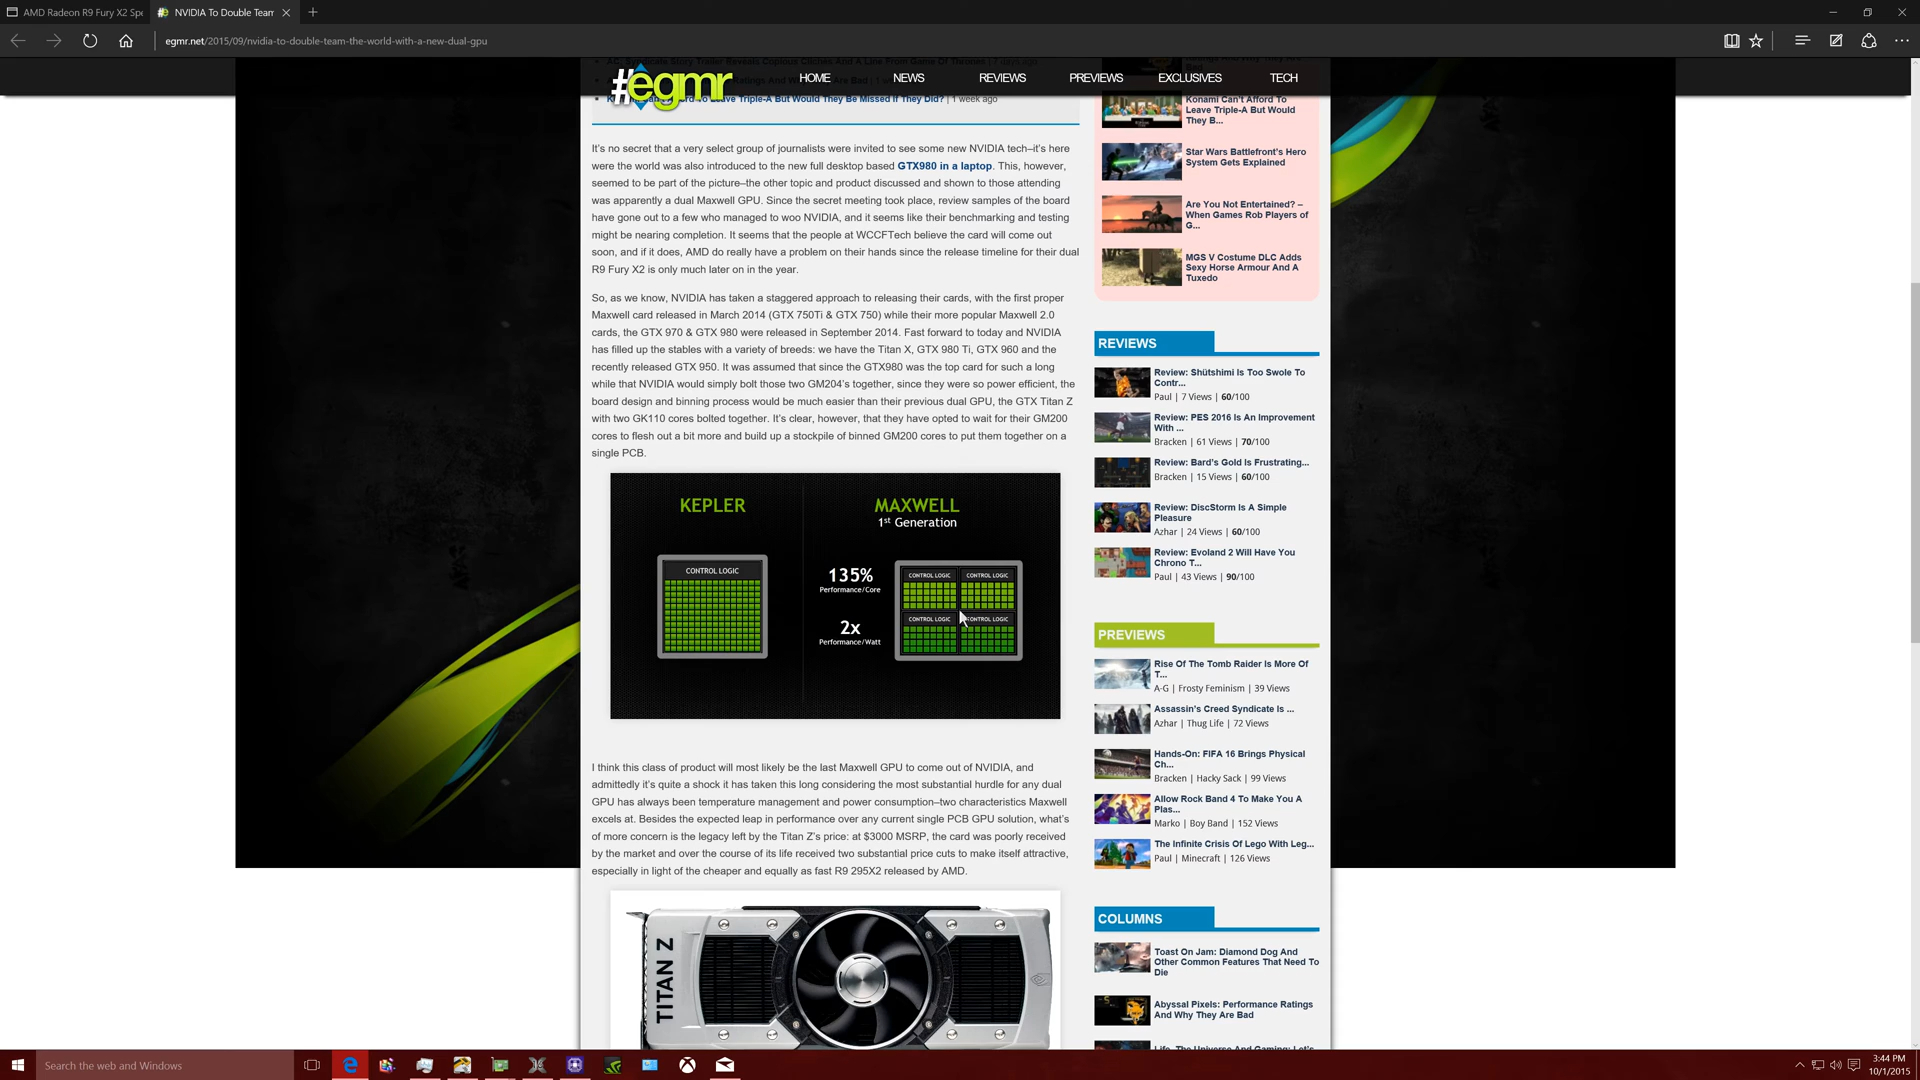 AMD Radeon R9 Fury X2 Spe
NVIDIA To Double Team
egmr.net/2015/09/nvidia-to-double-team-the-world-with-a-new-dual-gpu
#egmr
HOME NEWS REVIEWS PREVIEWS EXCLUSIVES TECH
Leave Triple-A But Would They Be Missed If They Did? | 1 week ago
It's no secret that a very select group of journalists were invited to see some new NVIDIA tech–it's here
were the world was also introduced to the new full desktop based GTX980 in a laptop. This, however,
seemed to be part of the picture–the other topic and product discussed and shown to those attending
was apparently a dual Maxwell GPU. Since the secret meeting took place, review samples of the board
have gone out to a few who managed to woo NVIDIA, and it seems like their benchmarking and testing
might be nearing completion. It seems that the people at WCCFTech believe the card will come out
soon, and if it does, AMD do really have a problem on their hands since the release timeline for their dual
R9 Fury X2 is only much later on in the year.
So, as we know, NVIDIA has taken a staggered approach to releasing their cards, with the first proper
Maxwell card released in March 2014 (GTX 750Ti & GTX 750) while their more popular Maxwell 2.0
cards, the GTX 970 & GTX 980 were released in September 2014. Fast forward to today and NVIDIA
has filled up the stables with a variety of breeds: we have the Titan X, GTX 980 Ti, GTX 960 and the
recently released GTX 950. It was assumed that since the GTX980 was the top card for such a long
while that NVIDIA would simply bolt those two GM204's together, since they were so power efficient, the
board design and binning process would be much easier than their previous dual GPU, the GTX Titan Z
with two GK110 cores bolted together. It's clear, however, that they have opted to wait for their GM200
cores to flesh out a bit more and build up a stockpile of binned GM200 cores to put them together on a
single PCB.
KEPLER
CONTROL LOGIC
MAXWELL
1st Generation
135%
Performance/Core
2x
Performance/Watt
CONTROL LOGIC CONTROL LOGIC
CONTROL LOGIC CONTROL LOGIC
I think this class of product will most likely be the last Maxwell GPU to come out of NVIDIA, and
admittedly it's quite a shock it has taken this long considering the most substantial hurdle for any dual
GPU has always been temperature management and power consumption–two characteristics Maxwell
excels at. Besides the expected leap in performance over any current single PCB GPU solution, what's
of more concern is the legacy left by the Titan Z's price: at $3000 MSRP, the card was poorly received
by the market and over the course of its life received two substantial price cuts to make itself attractive,
especially in light of the cheaper and equally as fast R9 295X2 released by AMD.
TITAN Z
Konami Can't Afford To
Leave Triple-A But Would
They B...
Star Wars Battlefront's Hero
System Gets Explained
Are You Not Entertained? –
When Games Rob Players of
G...
MGS V Costume DLC Adds
Sexy Horse Armour And A
Tuxedo
REVIEWS
Review: Shütshimi Is Too Swole To
Contr...
Paul | 7 Views | 60/100
Review: PES 2016 Is An Improvement
With ...
Bracken | 61 Views | 70/100
Review: Bard's Gold Is Frustrating...
Bracken | 15 Views | 60/100
Review: DiscStorm Is A Simple
Pleasure
Azhar | 24 Views | 60/100
Review: Evoland 2 Will Have You
Chrono T...
Paul | 43 Views | 90/100
PREVIEWS
Rise Of The Tomb Raider Is More Of
T...
A-G | Frosty Feminism | 39 Views
Assassin's Creed Syndicate Is ...
Azhar | Thug Life | 72 Views
Hands-On: FIFA 16 Brings Physical
Ch...
Bracken | Hacky Sack | 99 Views
Allow Rock Band 4 To Make You A
Plas...
Marko | Boy Band | 152 Views
The Infinite Crisis Of Lego With Leg...
Paul | Minecraft | 126 Views
COLUMNS
Toast On Jam: Diamond Dog And
Other Common Features That Need To
Die
Abyssal Pixels: Performance Ratings
And Why They Are Bad
Life, The Universe And Gaming: Let's
Search the web and Windows
3:44 PM
10/1/2015